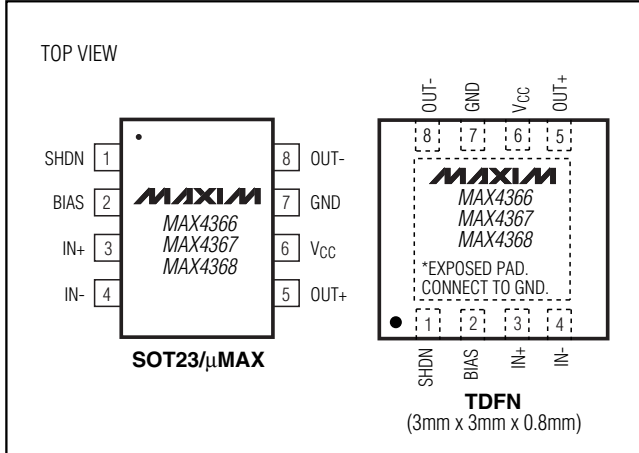 TOP VIEW
SHDN 1
BIAS 2
IN+ 3
IN- 4
8 OUT-
7 GND
6 VCC
5 OUT+
MAXIM
MAX4366
MAX4367
MAX4368
SOT23/μMAX
OUT- GND VCC OUT+
8 7 6 5
MAXIM
MAX4366
MAX4367
MAX4368
*EXPOSED PAD.
CONNECT TO GND.
1 2 3 4
SHDN BIAS IN+ IN-
TDFN
(3mm x 3mm x 0.8mm)